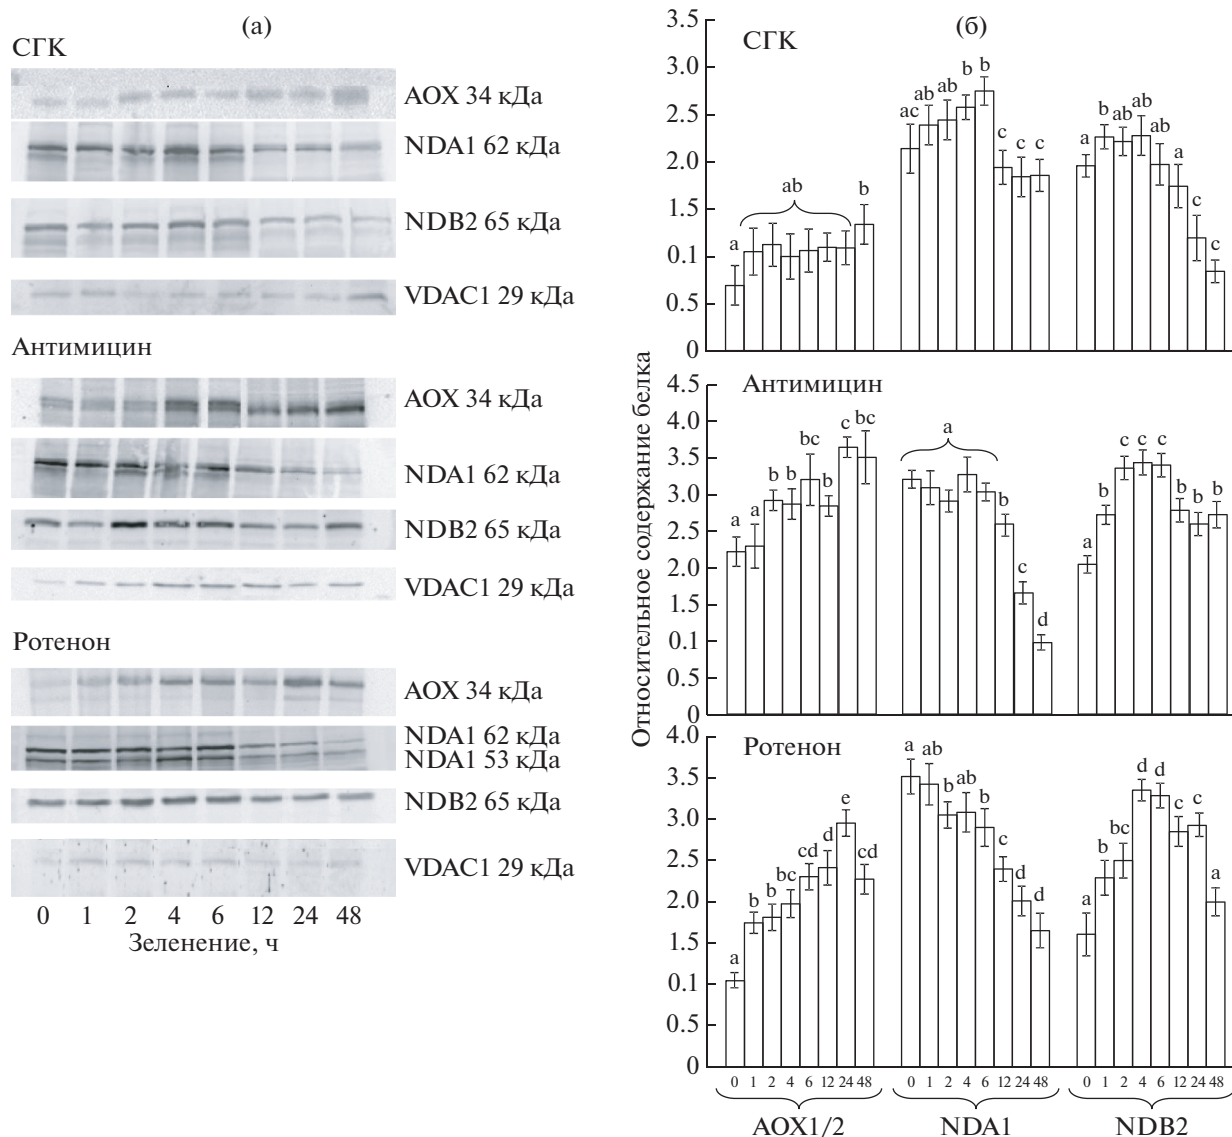 (а)
СГК
AOX 34 кДа
NDA1 62 кДа
NDB2 65 кДа
VDAC1 29 кДа
Антимицин
AOX 34 кДа
NDA1 62 кДа
NDB2 65 кДа
VDAC1 29 кДа
Ротенон
AOX 34 кДа
NDA1 62 кДа
NDA1 53 кДа
NDB2 65 кДа
VDAC1 29 кДа
0 1 2 4 6 12 24 48
Зеленение, ч
(б)
Относительное содержание белка
СГК
3.5
3.0
2.5
2.0
1.5
0.1
0.5
0
a ab b
ac ab ab b b c c c
a b ab ab ab a c c
Антимицин
4.5
4.0
3.5
3.0
2.5
2.0
1.5
0.1
0.5
0
a a b b bc b c bc
a b c d
a b c c c b b b
Ротенон
4.0
3.5
3.0
2.5
2.0
1.5
0.1
0.5
0
a b b bc cd d e cd
a ab b ab b c d d
a b bc d d c c a
0 1 2 4 6 12 24 48 0 1 2 4 6 12 24 48 0 1 2 4 6 12 24 48
AOX1/2 NDA1 NDB2